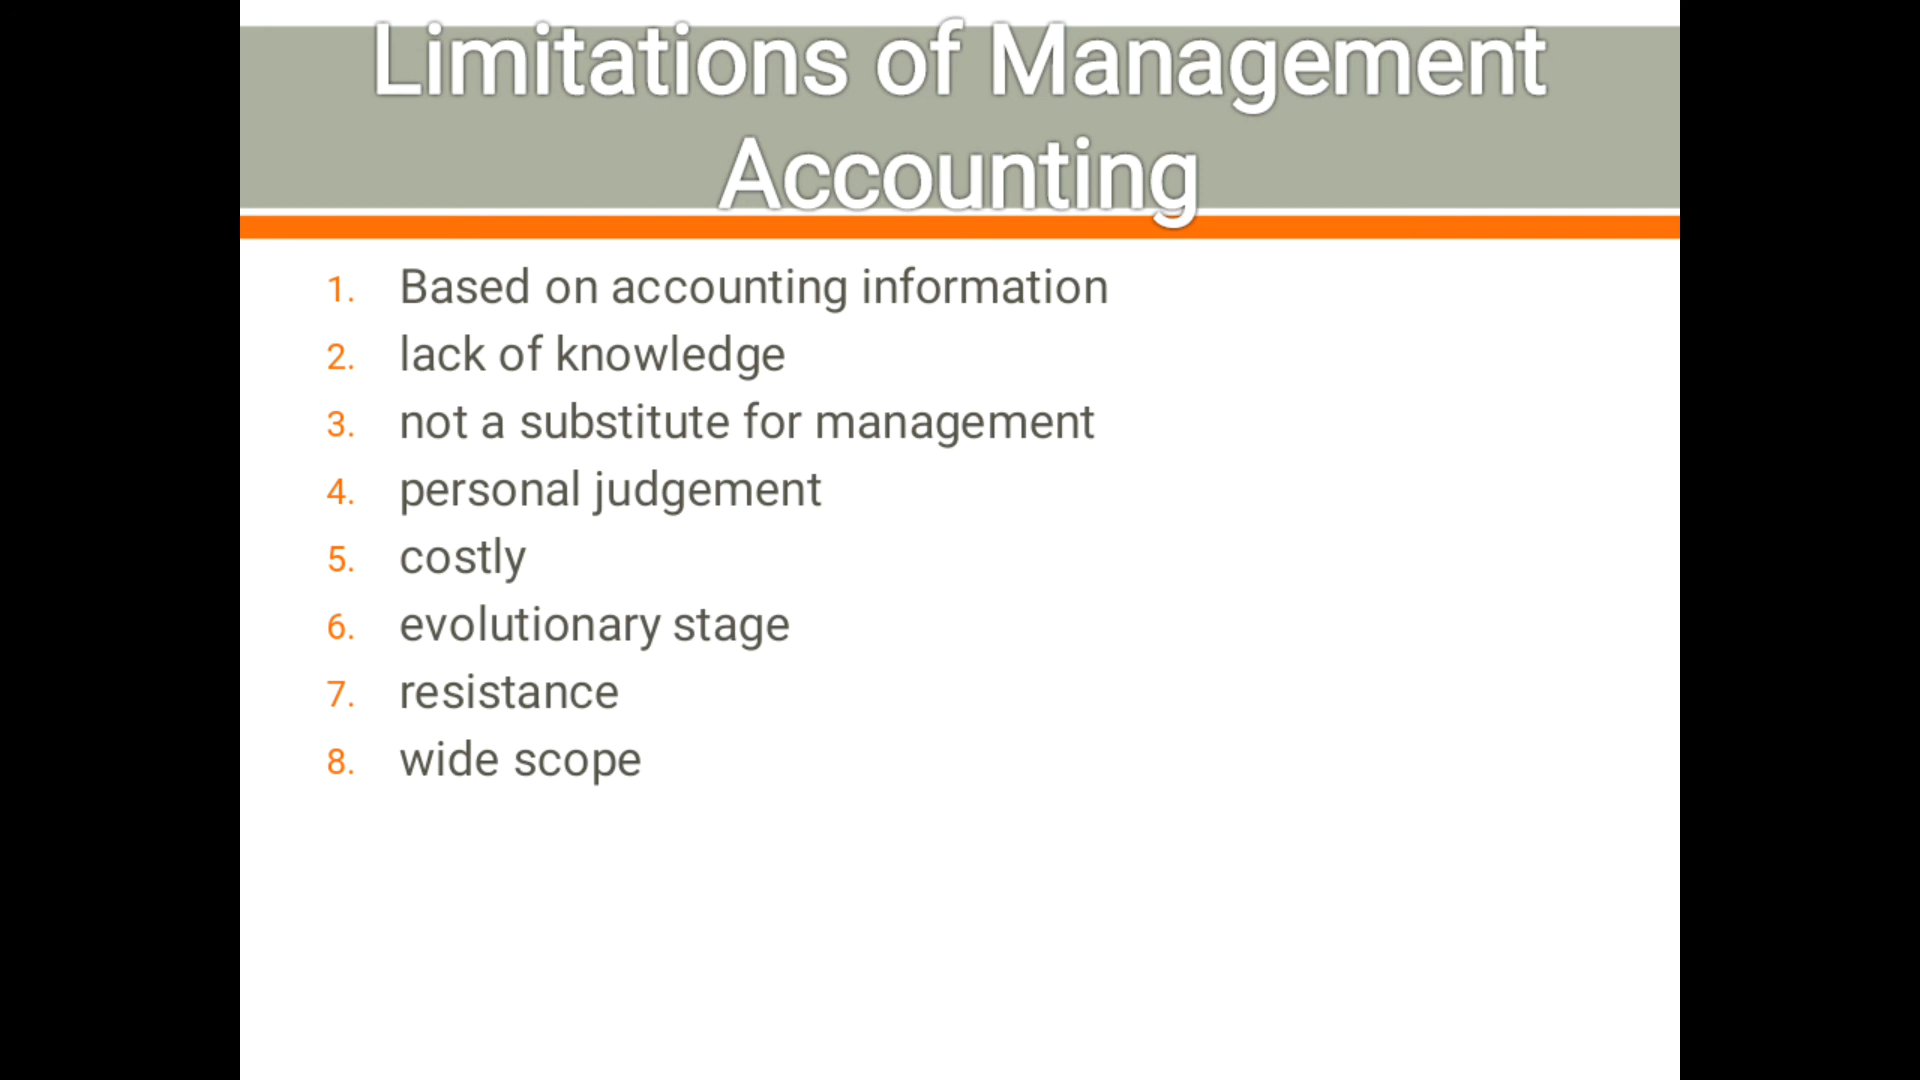 Limitations of Management
Accounting
1. Based on accounting information
2. lack of knowledge
3. not a substitute for management
4. personal judgement
5. costly
6. evolutionary stage
7. resistance
8. wide scope